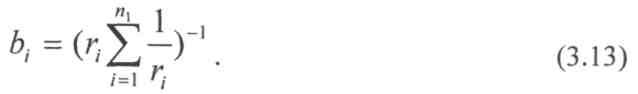 $b_i = (r_i \sum_{i=1}^{n_1} \frac{1}{r_i})^{-1}$. (3.13)